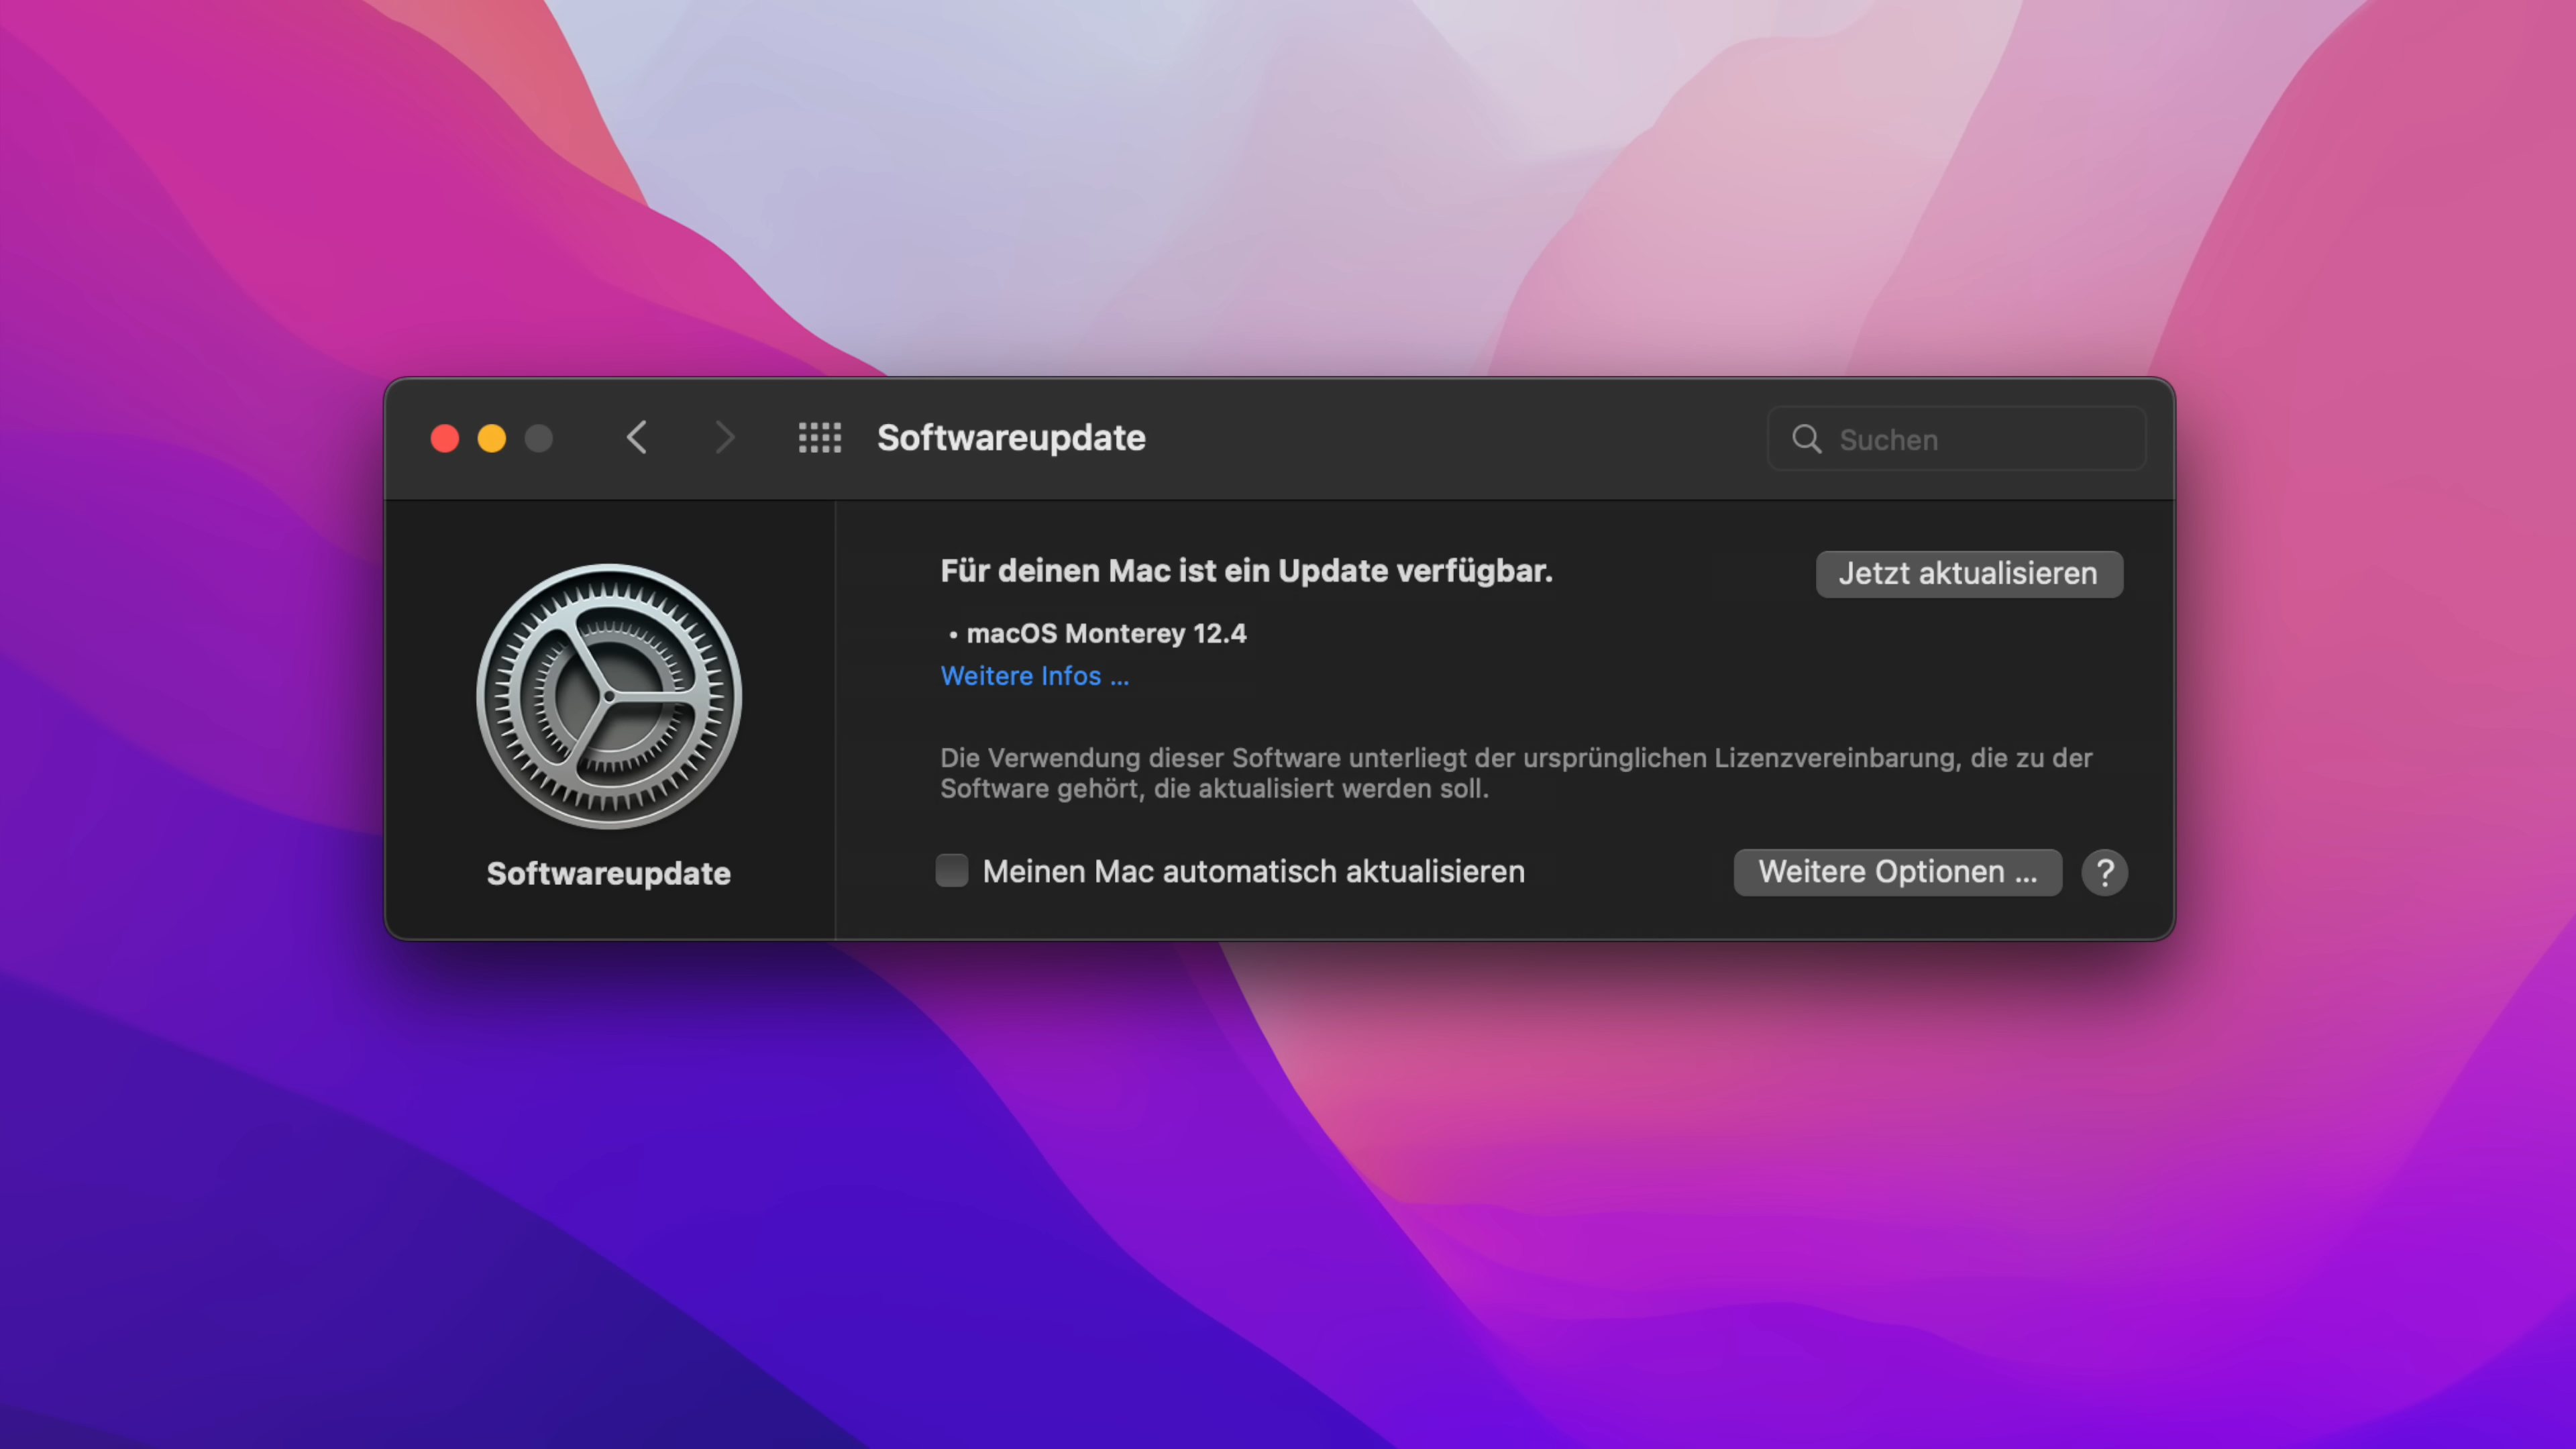 Softwareupdate
Suchen
Für deinen Mac ist ein Update verfügbar.
Jetzt aktualisieren
• macOS Monterey 12.4
Weitere Infos ...
Die Verwendung dieser Software unterliegt der ursprünglichen Lizenzvereinbarung, die zu der
Software gehört, die aktualisiert werden soll.
Softwareupdate
Meinen Mac automatisch aktualisieren
Weitere Optionen ...
?